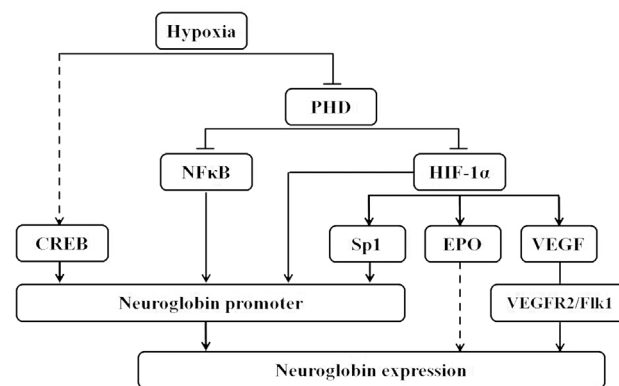 Hypoxia
PHD
NFκB
HIF-1α
CREB
Sp1
EPO
VEGF
Neuroglobin promoter
VEGFR2/Flk1
Neuroglobin expression